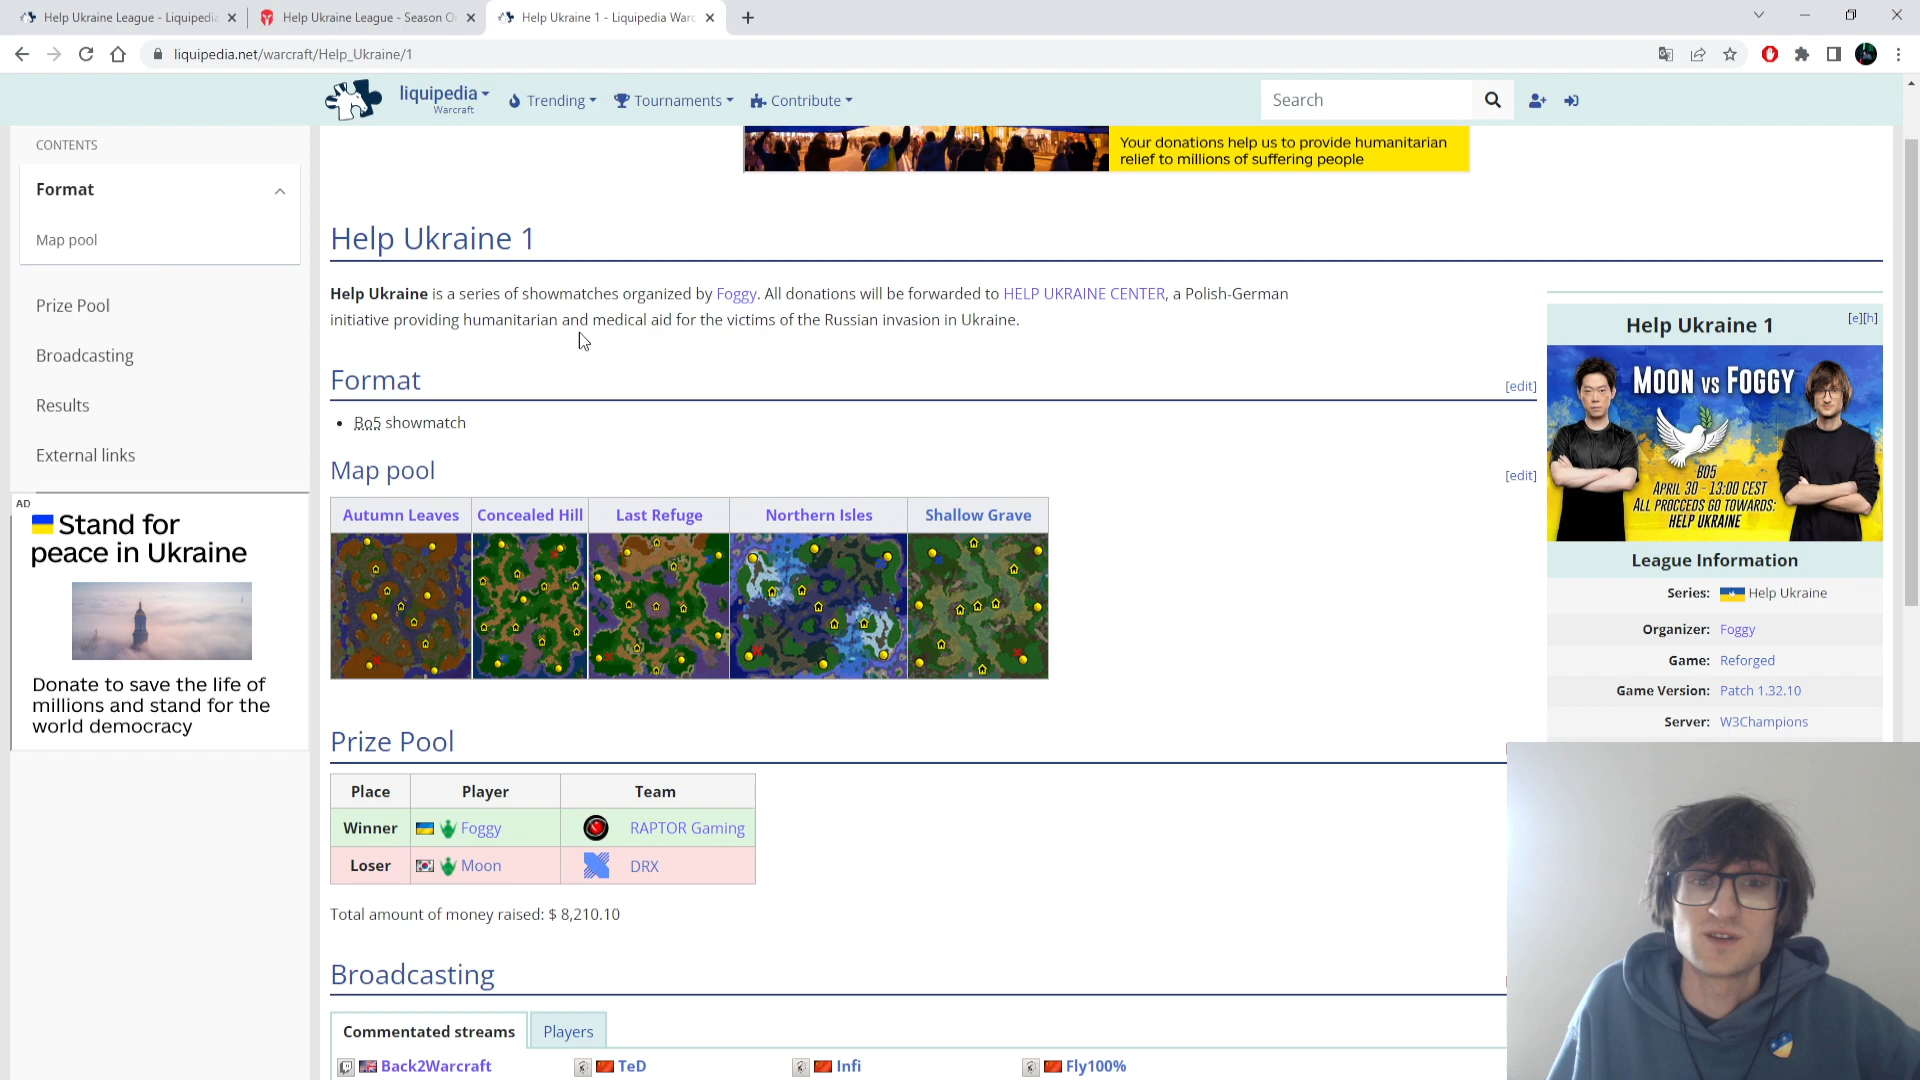 Help Ukraine League - Liquipedia
Help Ukraine League - Season O
Help Ukraine 1 - Liquipedia Warc
liquipedia.net/warcraft/Help_Ukraine/1
liquipedia
Warcraft
Trending
Tournaments
Contribute
Search
CONTENTS
Format
Map pool
Prize Pool
Broadcasting
Results
External links
AD
Stand for
peace in Ukraine
Donate to save the life of
millions and stand for the
world democracy
Your donations help us to provide humanitarian
relief to millions of suffering people
Help Ukraine 1
Help Ukraine is a series of showmatches organized by Foggy. All donations will be forwarded to HELP UKRAINE CENTER, a Polish-German
initiative providing humanitarian and medical aid for the victims of the Russian invasion in Ukraine.
Format
[edit]
Bo5 showmatch
Map pool
[edit]
Autumn Leaves Concealed Hill Last Refuge Northern Isles Shallow Grave
Prize Pool
Place Player Team
Winner Foggy RAPTOR Gaming
Loser Moon DRX
Total amount of money raised: $ 8,210.10
Broadcasting
Commentated streams Players
Back2Warcraft TeD Infi Fly100%
Help Ukraine 1
[e][h]
MOON VS FOGGY
BO5
APRIL 30 - 13:00 CEST
ALL PROCCEDS GO TOWARDS:
HELP UKRAINE
League Information
Series: Help Ukraine
Organizer: Foggy
Game: Reforged
Game Version: Patch 1.32.10
Server: W3Champions